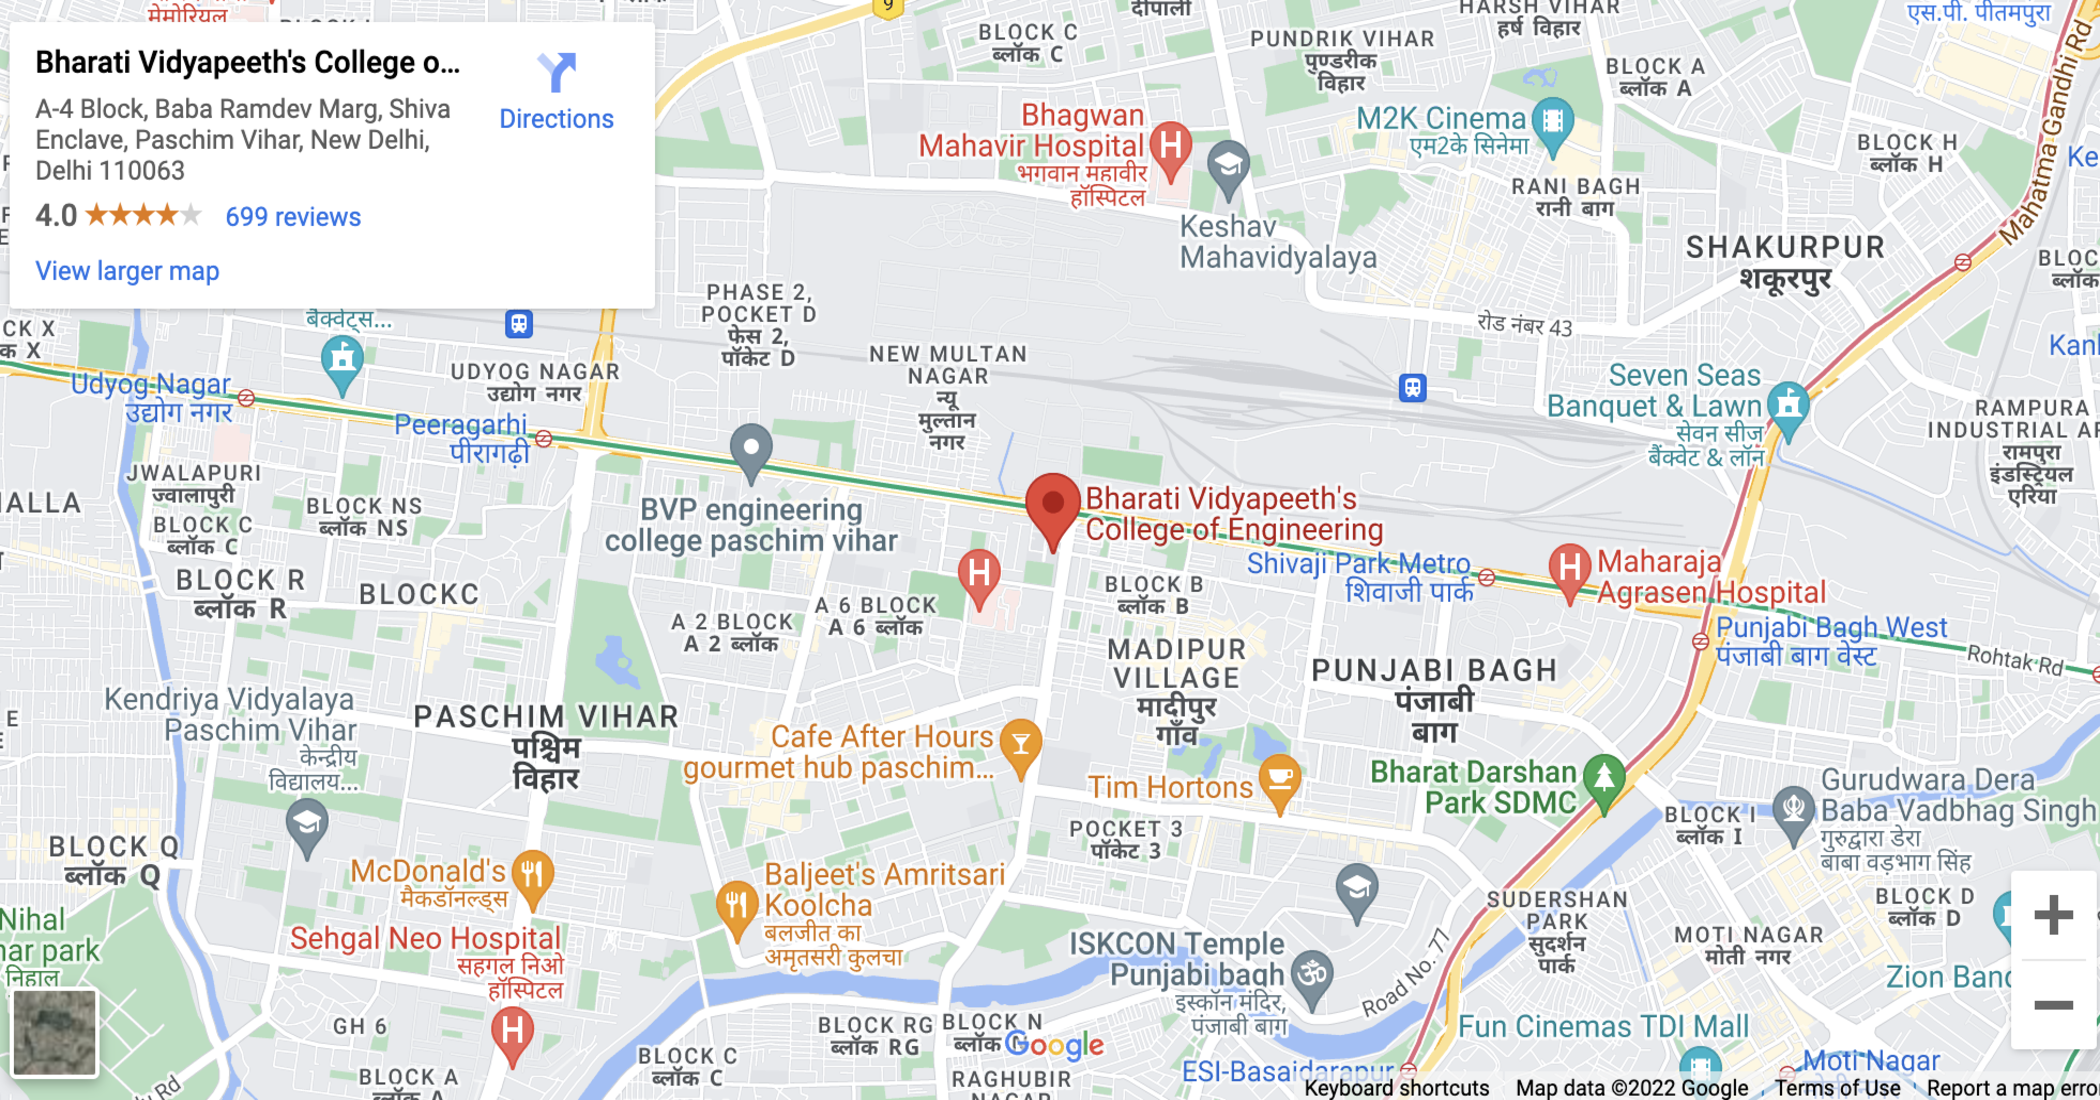 Bharati Vidyapeeth's College o...
A-4 Block, Baba Ramdev Marg, Shiva
Enclave, Paschim Vihar, New Delhi,
Delhi 110063
4.0
699 reviews
View larger map
Directions
मेमोरियल
9
BLOCK C
ब्लॉक C
दीपाली
PUNDRIK VIHAR
पुण्डरीक
विहार
HARSH VIHAR
हर्ष विहार
एस.पी. पीतमपुरा
BLOCK A
ब्लॉक A
BLOCK H
ब्लॉक H
Mahatma Gandhi Rd
Bhagwan
Mahavir Hospital
भगवान महावीर
हॉस्पिटल
M2K Cinema
एम2के सिनेमा
RANI BAGH
रानी बाग
Keshav
Mahavidyalaya
SHAKURPUR
शकूरपुर
रोड नंबर 43
PHASE 2,
POCKET D
फेस 2,
पॉकेट D
NEW MULTAN
NAGAR
न्यू
मुल्तान
नगर
CK X
क X
बैंक्वेट्स...
Udyog Nagar
उद्योग नगर
UDYOG NAGAR
उद्योग नगर
Peeragarhi
पीरागढ़ी
Seven Seas
Banquet & Lawn
सेवन सीज
बैंक्वेट & लॉन
RAMPURA
INDUSTRIAL AR
रामपुरा
इंडस्ट्रियल
एरिया
JWALAPURI
ज्वालापुरी
BLOCK NS
ब्लॉक NS
BLOCK C
ब्लॉक C
BLOCK R
ब्लॉक R
BLOCKC
BVP engineering
college paschim vihar
Bharati Vidyapeeth's
College of Engineering
Shivaji Park Metro
शिवाजी पार्क
Maharaja
Agrasen Hospital
Punjabi Bagh West
पंजाबी बाग वेस्ट
Rohtak Rd
BLOCK B
ब्लॉक B
A 6 BLOCK
A 6 ब्लॉक
A 2 BLOCK
A 2 ब्लॉक
MADIPUR
VILLAGE
मादीपुर
गाँव
PUNJABI BAGH
पंजाबी
बाग
Kendriya Vidyalaya
Paschim Vihar
केन्द्रीय
विद्यालय...
PASCHIM VIHAR
पश्चिम
विहार
Cafe After Hours
gourmet hub paschim...
Tim Hortons
Bharat Darshan
Park SDMC
Gurudwara Dera
Baba Vadbhag Singh
गुरुद्वारा डेरा
बाबा वड़भाग सिंह
BLOCK I
ब्लॉक I
POCKET 3
पॉकेट 3
BLOCK Q
ब्लॉक Q
McDonald's
मैकडॉनल्ड्स
Baljeet's Amritsari
Koolcha
बलजीत का
अमृतसरी कुलचा
SUDERSHAN
PARK
सुदर्शन
पार्क
BLOCK D
ब्लॉक D
MOTI NAGAR
मोती नगर
Nihal
har park
निहाल
Sehgal Neo Hospital
सहगल निओ
हॉस्पिटल
ISKCON Temple
Punjabi bagh
इस्कॉन मंदिर,
पंजाबी बाग
Road No. 77
Zion Banq
Fun Cinemas TDI Mall
GH 6
BLOCK RG
ब्लॉक RG
BLOCK N
Google
BLOCK C
ब्लॉक C
BLOCK A
ब्लॉक A
RAGHUBIR
NAGAR
ESI-Basaidarapur
Moti Nagar
Keyboard shortcuts
Map data ©2022 Google
Terms of Use
Report a map erro